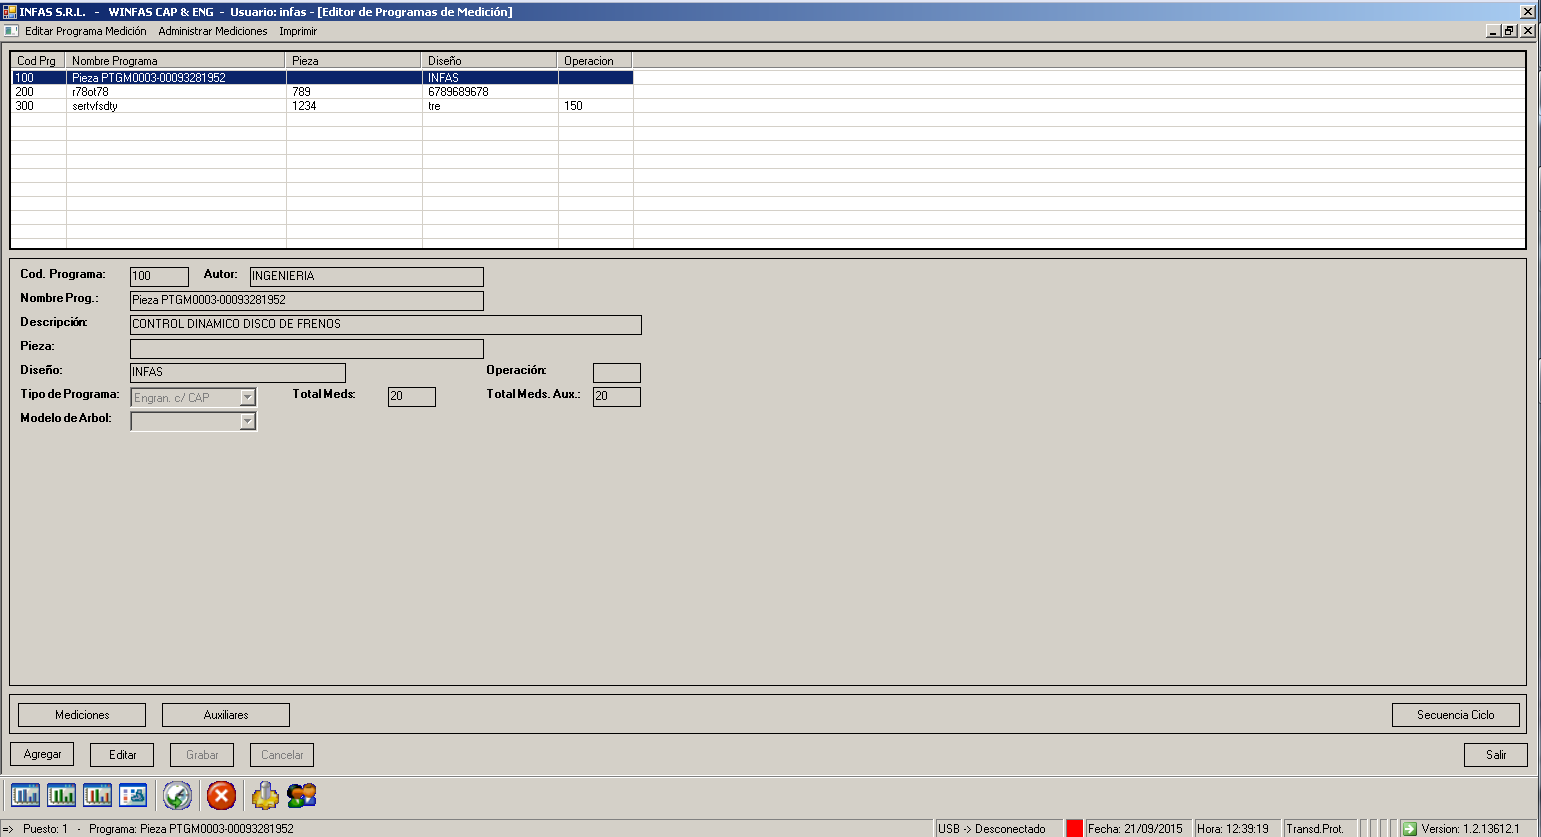 INFAS S.R.L. - WINFAS CAP & ENG - Usuario: infas - [Editor de Programas de Medición]
Editar Programa Medición Administrar Mediciones Imprimir
Cod Prg Nombre Programa Pieza Diseño Operacion
100 Pieza PTGM0003-00093281952 INFAS
200 r78ot78 789 6789689678
300 sertvfsdty 1234 tre 150
Cod. Programa: 100 Autor: INGENIERIA
Nombre Prog.: Pieza PTGM0003-00093281952
Descripción: CONTROL DINAMICO DISCO DE FRENOS
Pieza:
Diseño: INFAS Operación:
Tipo de Programa: Engran. c/ CAP Total Meds: 20 Total Meds. Aux.: 20
Modelo de Arbol:
Mediciones Auxiliares Secuencia Ciclo
Agregar Editar Grabar Cancelar Salir
=> Puesto: 1 - Programa: Pieza PTGM0003-00093281952 USB -> Desconectado Fecha: 21/09/2015 Hora: 12:39:19 Transd.Prot. Version: 1.2.13612.1